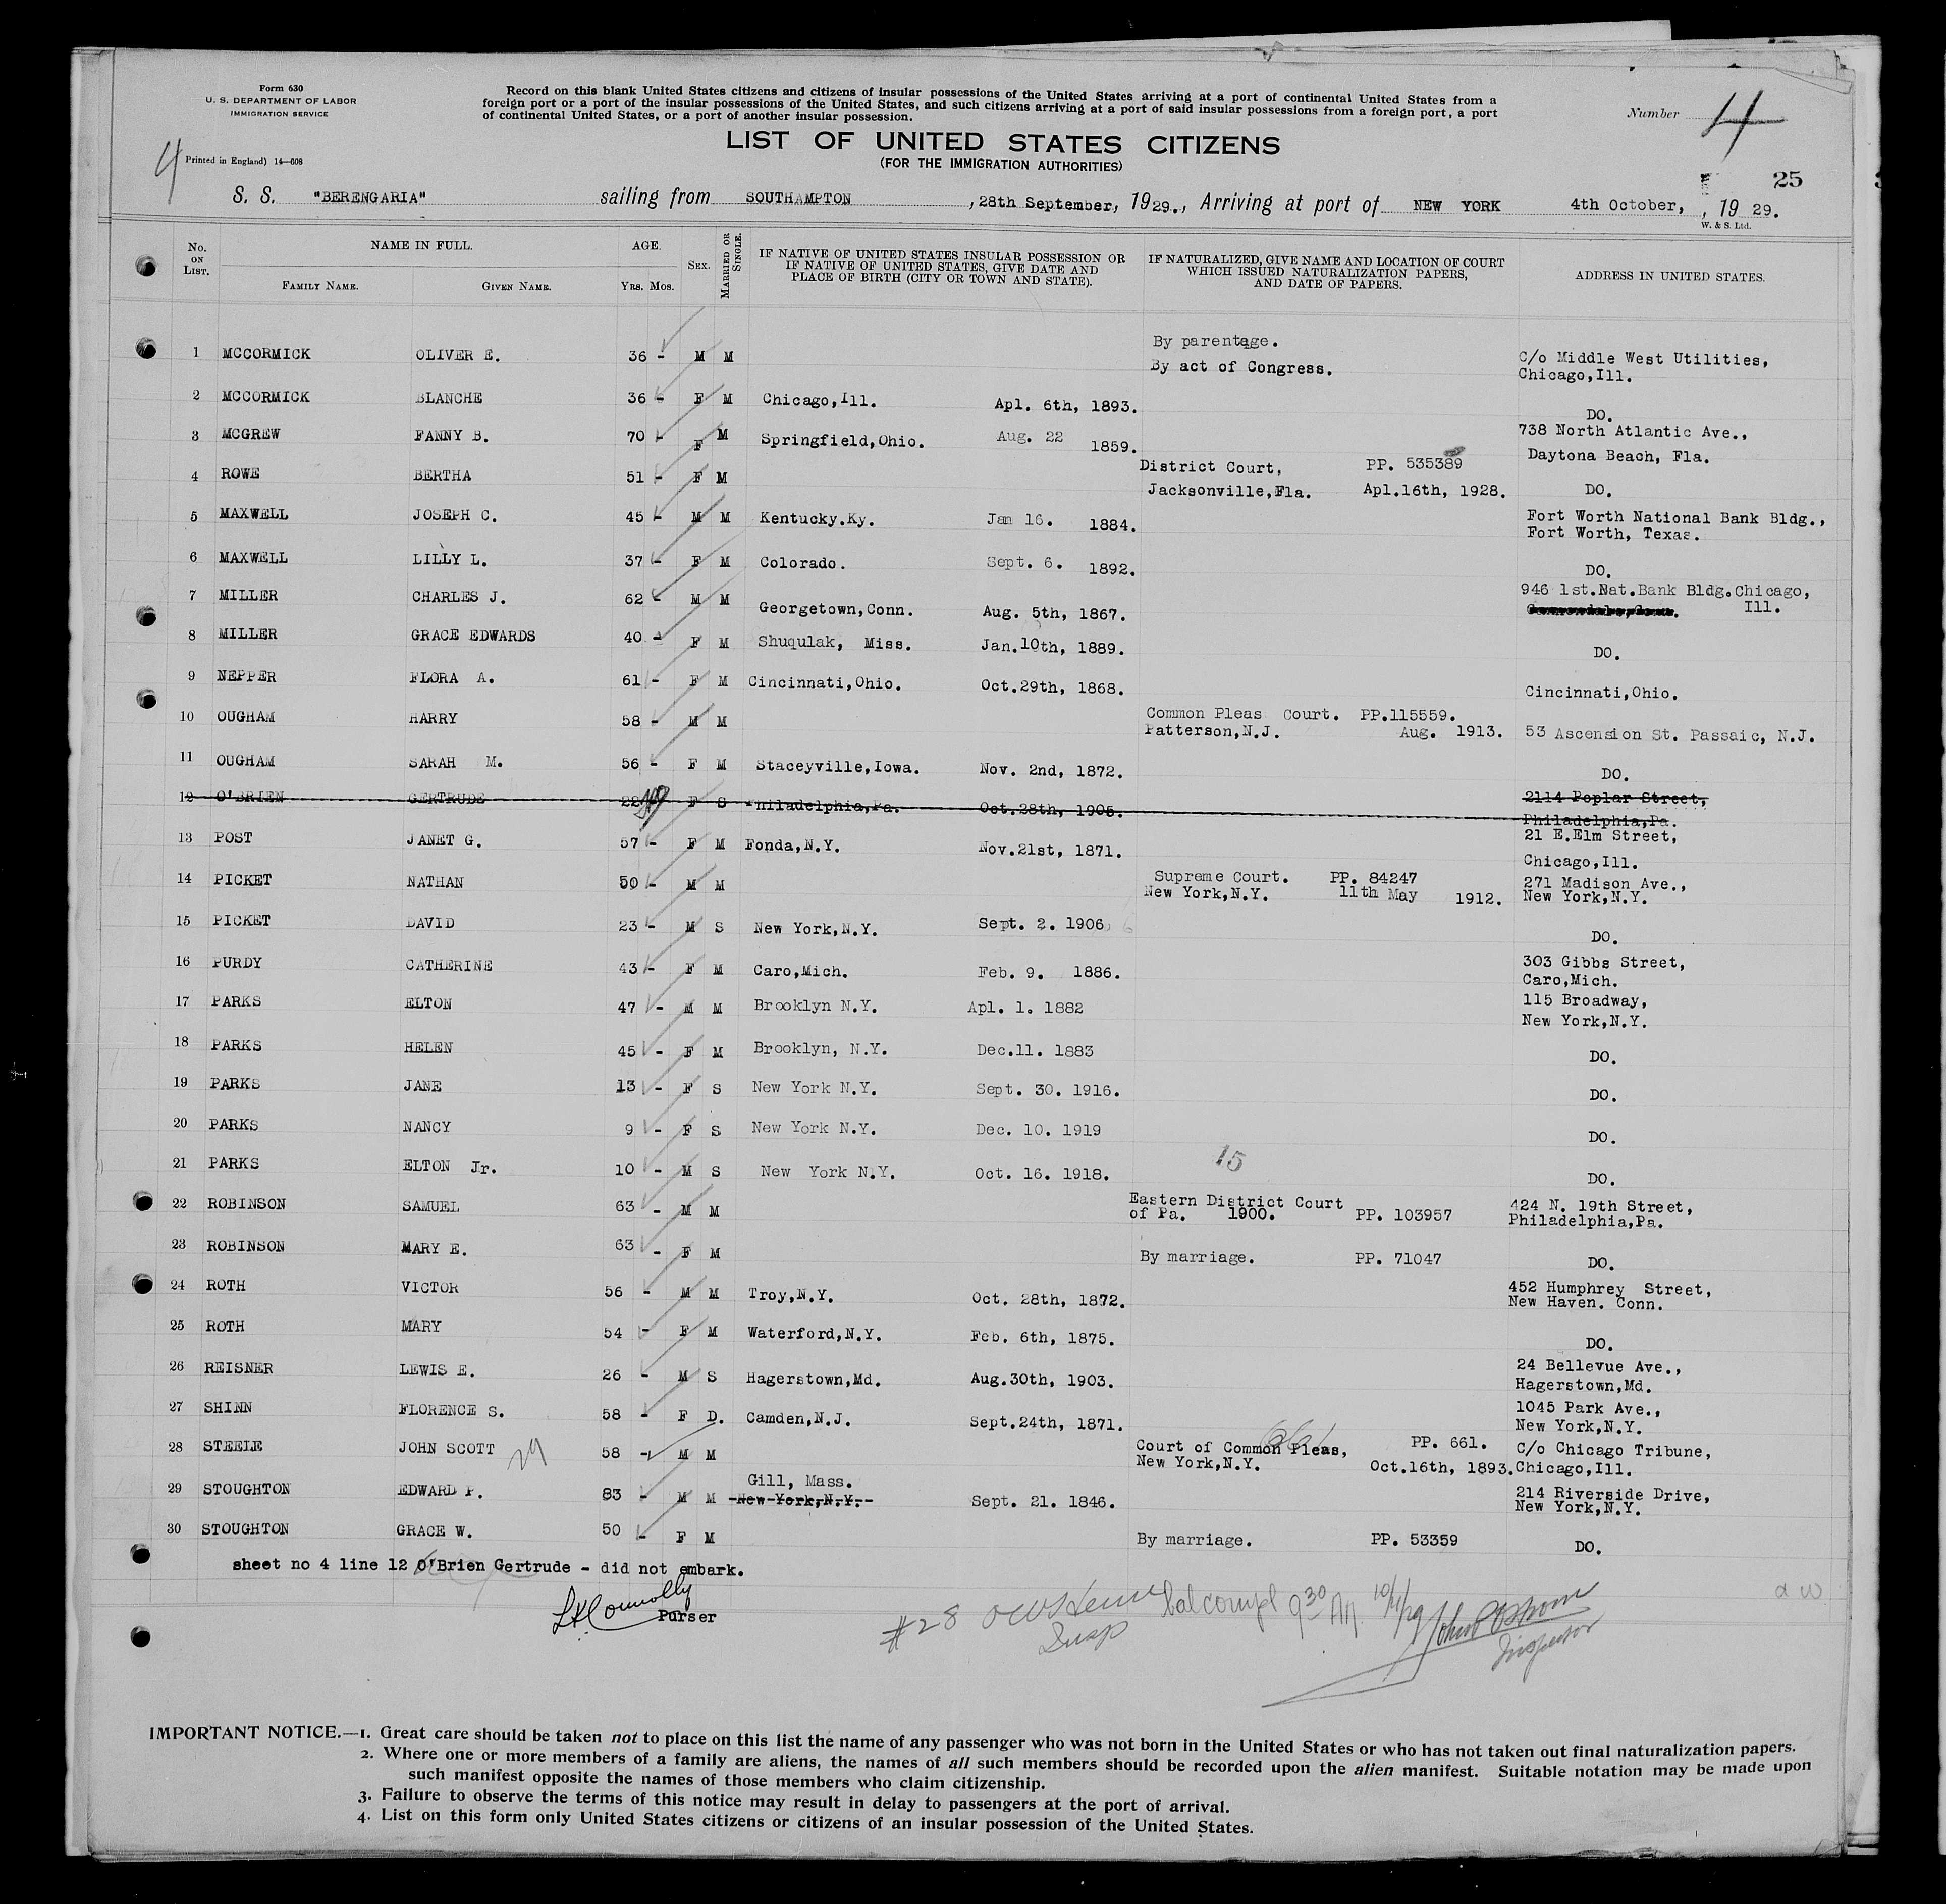 Form 630
U. S. DEPARTMENT OF LABOR
IMMIGRATION SERVICE
Record on this blank United States citizens and citizens of insular possessions of the United States arriving at a port of continental United States from a
foreign port or a port of the insular possessions of the United States, and such citizens arriving at a port of said insular possessions from a foreign port, a port
of continental United States, or a port of another insular possession.
Number 4
LIST OF UNITED STATES CITIZENS
(FOR THE IMMIGRATION AUTHORITIES)
4 Printed in England) 14—608
25
S. S. "BERENGARIA" sailing from SOUTHAMPTON , 28th September, 1929., Arriving at port of NEW YORK 4th October, , 19 29.
W. & S. Ltd.
No. ON LIST. NAME IN FULL. FAMILY NAME. GIVEN NAME. AGE. YRS. MOS. SEX. MARRIED OR SINGLE. IF NATIVE OF UNITED STATES INSULAR POSSESSION OR IF NATIVE OF UNITED STATES, GIVE DATE AND PLACE OF BIRTH (CITY OR TOWN AND STATE). IF NATURALIZED, GIVE NAME AND LOCATION OF COURT WHICH ISSUED NATURALIZATION PAPERS, AND DATE OF PAPERS. ADDRESS IN UNITED STATES.
1 MCCORMICK OLIVER E. 36 - M M By parentage. By act of Congress. C/o Middle West Utilities, Chicago,Ill.
2 MCCORMICK BLANCHE 36 - F M Chicago,Ill. Apl. 6th, 1893. DO.
3 MCGREW FANNY B. 70 - F M Springfield,Ohio. Aug. 22 1859. 738 North Atlantic Ave., Daytona Beach, Fla.
4 ROWE BERTHA 51 - F M District Court, PP. 535389 Jacksonville,Fla. Apl.16th, 1928. DO.
5 MAXWELL JOSEPH C. 45 - M M Kentucky.Ky. Jan 16. 1884. Fort Worth National Bank Bldg., Fort Worth, Texas.
6 MAXWELL LILLY L. 37 - F M Colorado. Sept. 6. 1892. DO.
7 MILLER CHARLES J. 62 - M M Georgetown,Conn. Aug. 5th, 1867. 946 1st.Nat.Bank Bldg.Chicago, Ill.
8 MILLER GRACE EDWARDS 40 - F M Shuqulak, Miss. Jan.10th, 1889. DO.
9 NEPPER FLORA A. 61 - F M Cincinnati,Ohio. Oct.29th, 1868. Cincinnati,Ohio.
10 OUGHAM HARRY 58 - M M Common Pleas Court. PP.115559. Patterson,N.J. Aug. 1913. 53 Ascension St. Passaic, N.J.
11 OUGHAM SARAH M. 56 - F M Staceyville,Iowa. Nov. 2nd, 1872. DO.
12 O'BRIEN GERTRUDE 22 F S Philadelphia,Pa. Oct.28th, 1905. 2114 Poplar Street, Philadelphia,Pa.
13 POST JANET G. 57 - F M Fonda,N.Y. Nov.21st, 1871. 21 E.Elm Street, Chicago,Ill.
14 PICKET NATHAN 50 - M M Supreme Court. PP. 84247 New York,N.Y. 11th May 1912. 271 Madison Ave., New York,N.Y.
15 PICKET DAVID 23 - M S New York,N.Y. Sept. 2. 1906 DO.
16 PURDY CATHERINE 43 - F M Caro,Mich. Feb. 9. 1886. 303 Gibbs Street, Caro,Mich.
17 PARKS ELTON 47 - M M Brooklyn N.Y. Apl. 1. 1882 115 Broadway, New York,N.Y.
18 PARKS HELEN 45 - F M Brooklyn, N.Y. Dec.11. 1883 DO.
19 PARKS JANE 13 - F S New York N.Y. Sept. 30. 1916. DO.
20 PARKS NANCY 9 - F S New York N.Y. Dec. 10. 1919 DO.
21 PARKS ELTON Jr. 10 - M S New York N.Y. Oct. 16. 1918. 15 DO.
22 ROBINSON SAMUEL 63 - M M Eastern District Court of Pa. 1900. PP. 103957 424 N. 19th Street, Philadelphia,Pa.
23 ROBINSON MARY E. 63 - F M By marriage. PP. 71047 DO.
24 ROTH VICTOR 56 - M M Troy,N.Y. Oct. 28th, 1872. 452 Humphrey Street, New Haven. Conn.
25 ROTH MARY 54 - F M Waterford,N.Y. Feb. 6th, 1875. DO.
26 REISNER LEWIS E. 26 - M S Hagerstown,Md. Aug.30th, 1903. 24 Bellevue Ave., Hagerstown,Md.
27 SHINN FLORENCE S. 58 - F D. Camden,N.J. Sept.24th, 1871. 1045 Park Ave., New York,N.Y.
28 STEELE JOHN SCOTT 58 - M M Court of Common Pleas, PP. 661. New York,N.Y. Oct.16th, 1893. C/o Chicago Tribune, Chicago,Ill.
29 STOUGHTON EDWARD P. 83 - M M Gill, Mass. New York,N.Y. Sept. 21. 1846. 214 Riverside Drive, New York,N.Y.
30 STOUGHTON GRACE W. 50 - F M By marriage. PP. 53359 DO.
sheet no 4 line 12 O'Brien Gertrude - did not embark.
Connolly
Purser
#28
Insp
9 30 AM
Inspector
IMPORTANT NOTICE.—1. Great care should be taken not to place on this list the name of any passenger who was not born in the United States or who has not taken out final naturalization papers.
2. Where one or more members of a family are aliens, the names of all such members should be recorded upon the alien manifest. Suitable notation may be made upon
such manifest opposite the names of those members who claim citizenship.
3. Failure to observe the terms of this notice may result in delay to passengers at the port of arrival.
4. List on this form only United States citizens or citizens of an insular possession of the United States.